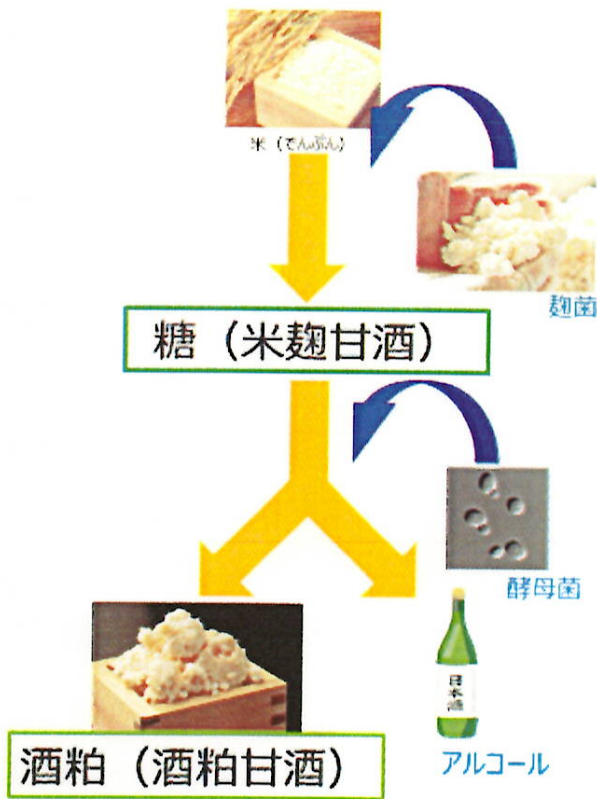 米（でんぷん）
麹菌
糖（米麹甘酒）
酵母菌
日本酒
アルコール
酒粕（酒粕甘酒）